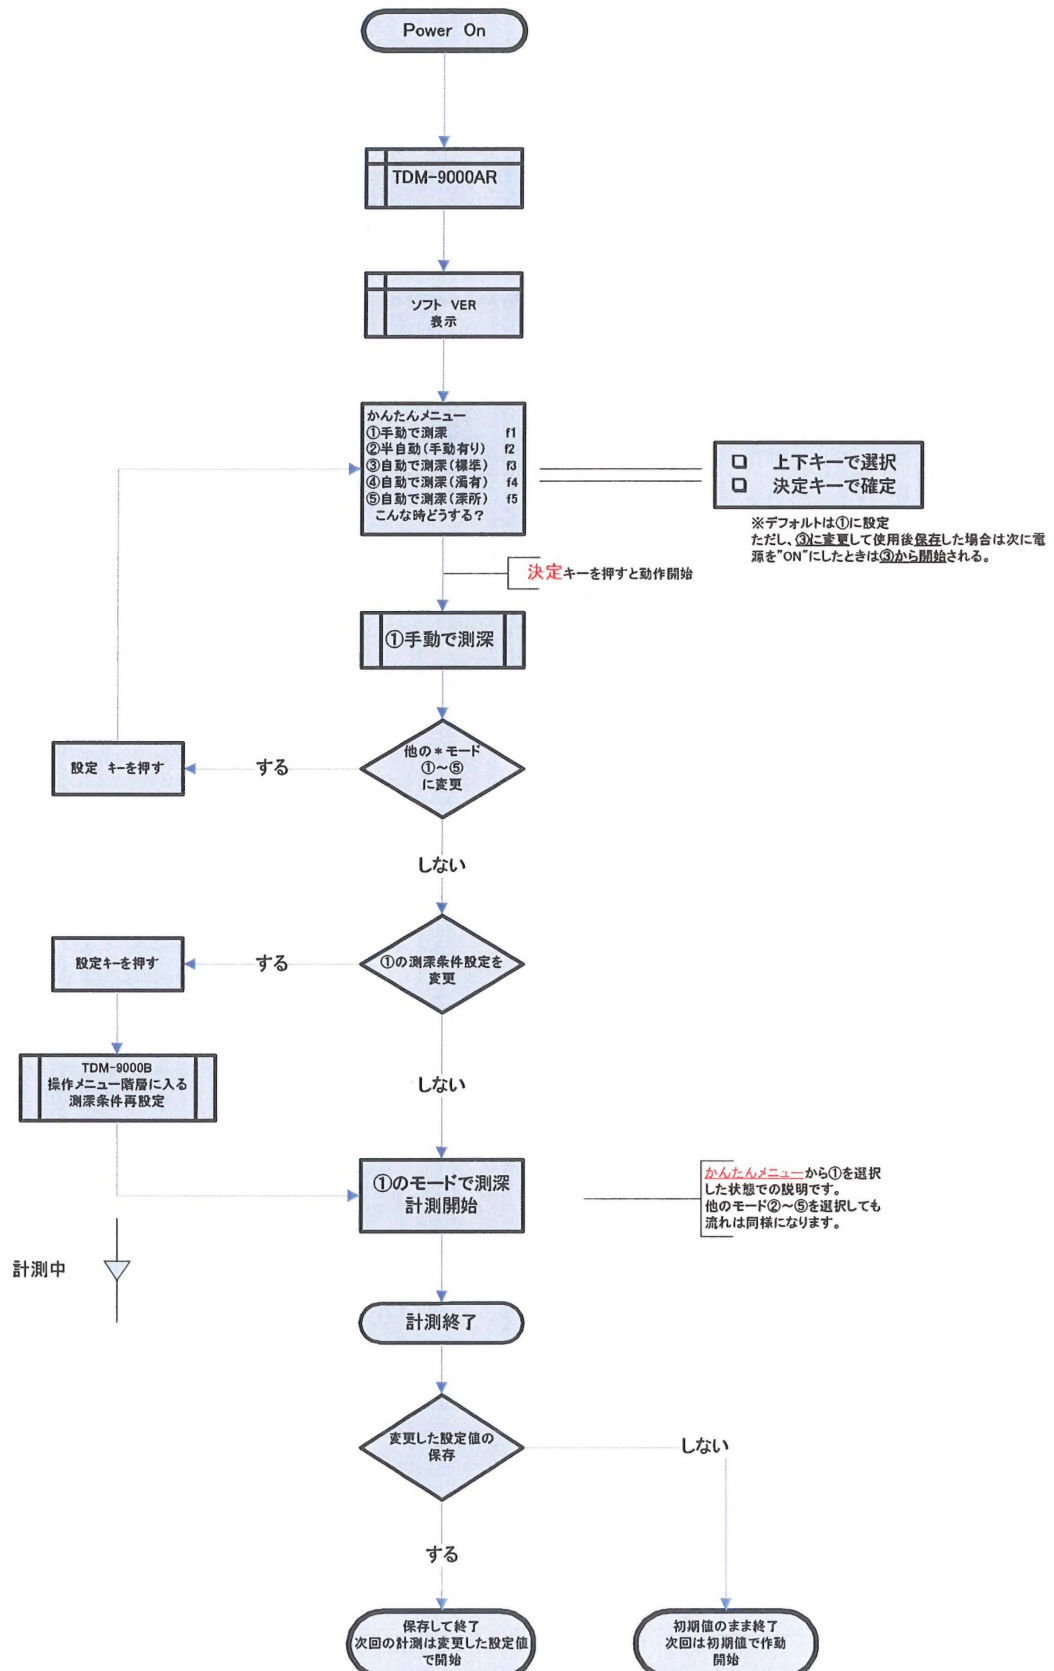 Power On
TDM-9000AR
ソフト VER
表示
かんたんメニュー
①手動で測深 f1
②半自動(手動有り) f2
③自動で測深(標準) f3
④自動で測深(濁有) f4
⑤自動で測深(深所) f5
こんな時どうする?
❑ 上下キーで選択
❑ 決定キーで確定
※デフォルトは①に設定
ただし、③に変更して使用後保存した場合は次に電
源を"ON"にしたときは③から開始される。
決定キーを押すと動作開始
①手動で測深
他の*モード
①~⑤
に変更
する
設定 キーを押す
しない
①の測深条件設定を
変更
する
設定キーを押す
TDM-9000B
操作メニュー階層に入る
測深条件再設定
しない
①のモードで測深
計測開始
かんたんメニューから①を選択
した状態での説明です。
他のモード②~⑤を選択しても
流れは同様になります。
計測中
計測終了
変更した設定値の
保存
しない
する
保存して終了
次回の計測は変更した設定値
で開始
初期値のまま終了
次回は初期値で作動
開始